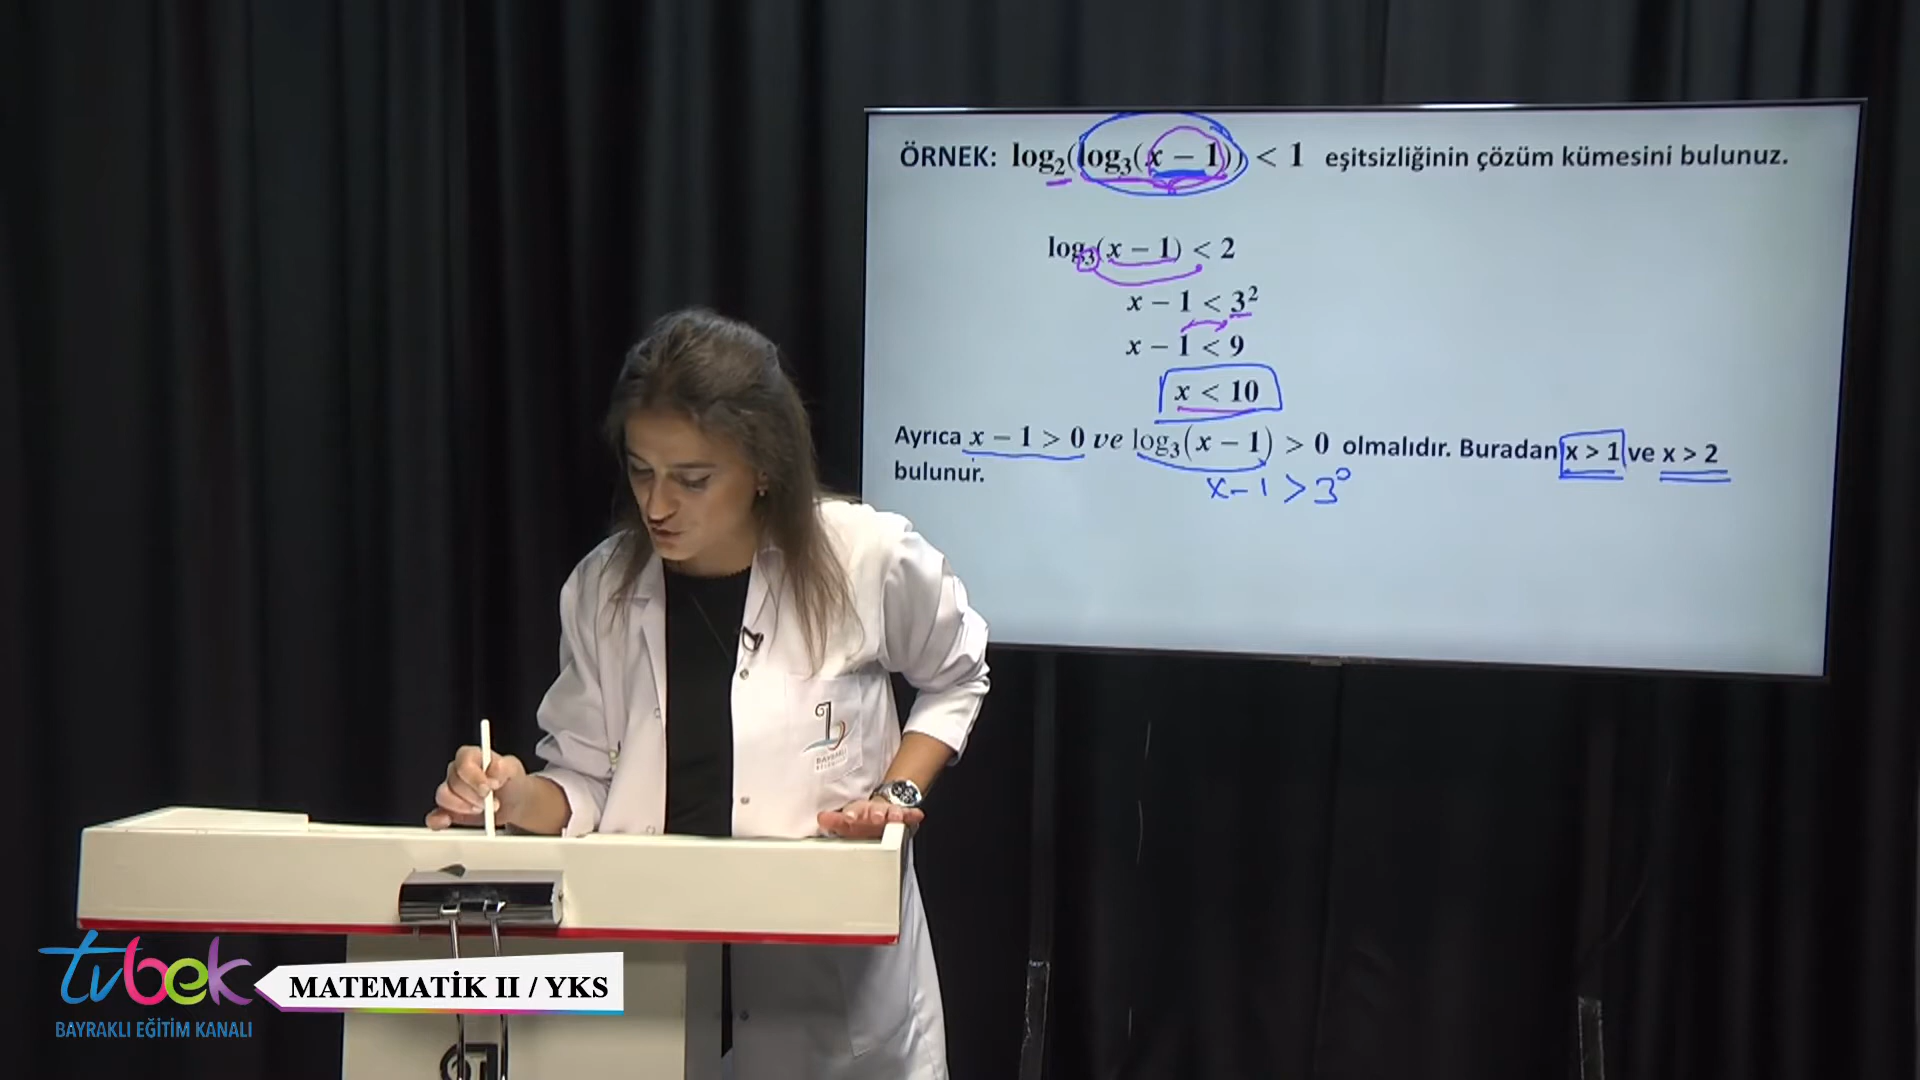 ÖRNEK: log₂(log₃(x − 1)) < 1 eşitsizliğinin çözüm kümesini bulunuz.
log₃(x − 1) < 2
x − 1 < 3²
x − 1 < 9
x < 10
Ayrıca x − 1 > 0 ve log₃(x − 1) > 0 olmalıdır. Buradan x > 1 ve x > 2
bulunur.
x − 1 > 3⁰
BAYRAKLI
tvbek
MATEMATİK II / YKS
BAYRAKLI EĞİTİM KANALI